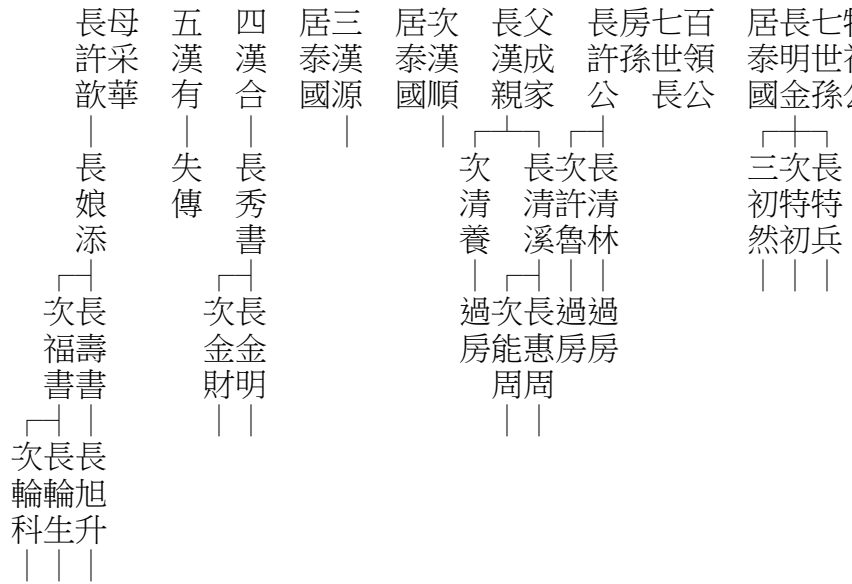 七世孫
長明金
居泰國
長特兵
次特初
三初然
百領公
七世長
房孫
長許公
長清林
過房
次許魯
過房
父成家
長漢親
長清溪
長惠周
次能周
次清養
過房
次漢順
居泰國
三漢源
居泰國
四漢合
長秀書
長金明
次金財
五漢有
失傳
母采華
長許歆
長娘添
長壽書
長旭升
次福書
長輪生
次輪科